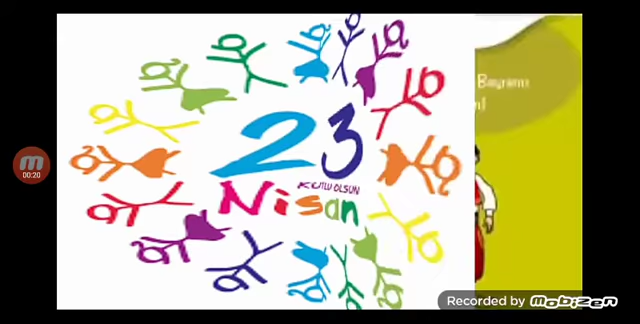 23
KUTLU OLSUN
Nisan
Bayramı
00:20
Recorded by MOBIZEN